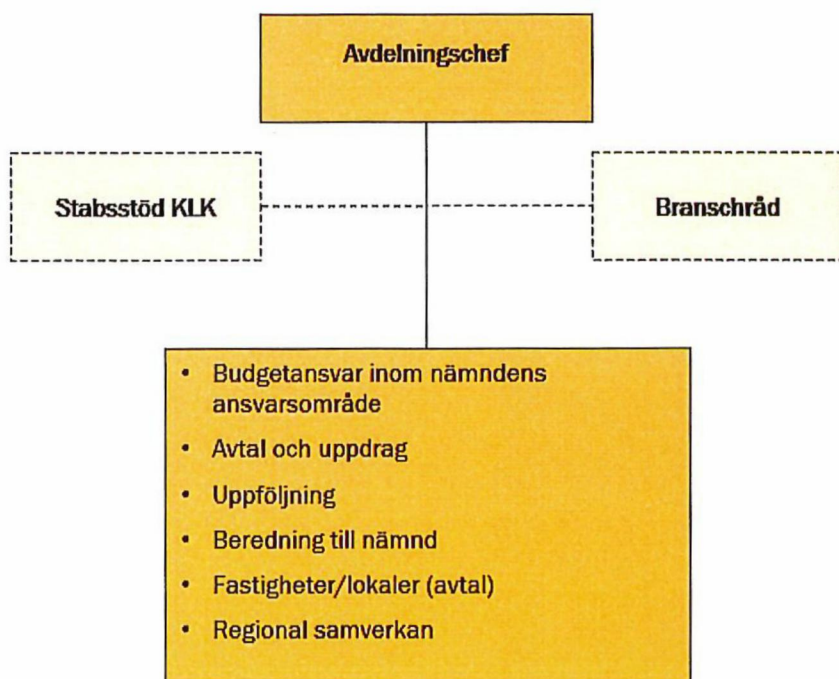 Avdelningschef
Stabsstöd KLK
Branschråd
• Budgetansvar inom nämndens
ansvarsområde
• Avtal och uppdrag
• Uppföljning
• Beredning till nämnd
• Fastigheter/lokaler (avtal)
• Regional samverkan